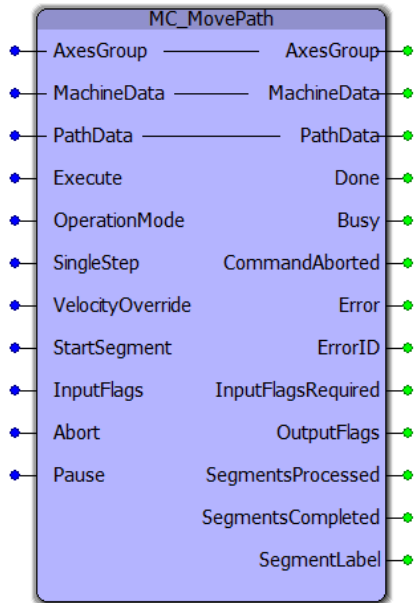 MC_MovePath
AxesGroup AxesGroup
MachineData MachineData
PathData PathData
Execute Done
OperationMode Busy
SingleStep CommandAborted
VelocityOverride Error
StartSegment ErrorID
InputFlags InputFlagsRequired
Abort OutputFlags
Pause SegmentsProcessed
SegmentsCompleted
SegmentLabel